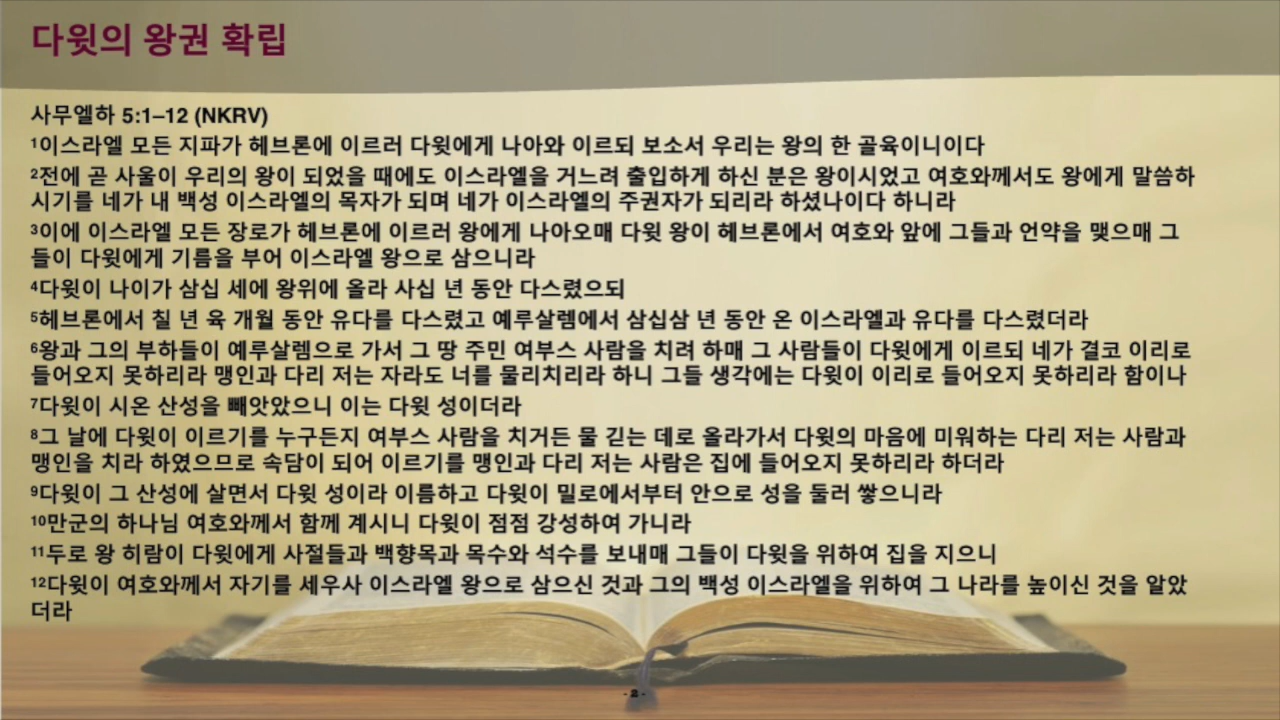 다윗의 왕권 확립
사무엘하 5:1–12 (NKRV)
¹이스라엘 모든 지파가 헤브론에 이르러 다윗에게 나아와 이르되 보소서 우리는 왕의 한 골육이니이다
²전에 곧 사울이 우리의 왕이 되었을 때에도 이스라엘을 거느려 출입하게 하신 분은 왕이시었고 여호와께서도 왕에게 말씀하
시기를 네가 내 백성 이스라엘의 목자가 되며 네가 이스라엘의 주권자가 되리라 하셨나이다 하니라
³이에 이스라엘 모든 장로가 헤브론에 이르러 왕에게 나아오매 다윗 왕이 헤브론에서 여호와 앞에 그들과 언약을 맺으매 그
들이 다윗에게 기름을 부어 이스라엘 왕으로 삼으니라
⁴다윗이 나이가 삼십 세에 왕위에 올라 사십 년 동안 다스렸으되
⁵헤브론에서 칠 년 육 개월 동안 유다를 다스렸고 예루살렘에서 삼십삼 년 동안 온 이스라엘과 유다를 다스렸더라
⁶왕과 그의 부하들이 예루살렘으로 가서 그 땅 주민 여부스 사람을 치려 하매 그 사람들이 다윗에게 이르되 네가 결코 이리로
들어오지 못하리라 맹인과 다리 저는 자라도 너를 물리치리라 하니 그들 생각에는 다윗이 이리로 들어오지 못하리라 함이나
⁷다윗이 시온 산성을 빼앗았으니 이는 다윗 성이더라
⁸그 날에 다윗이 이르기를 누구든지 여부스 사람을 치거든 물 긷는 데로 올라가서 다윗의 마음에 미워하는 다리 저는 사람과
맹인을 치라 하였으므로 속담이 되어 이르기를 맹인과 다리 저는 사람은 집에 들어오지 못하리라 하더라
⁹다윗이 그 산성에 살면서 다윗 성이라 이름하고 다윗이 밀로에서부터 안으로 성을 둘러 쌓으니라
¹⁰만군의 하나님 여호와께서 함께 계시니 다윗이 점점 강성하여 가니라
¹¹두로 왕 히람이 다윗에게 사절들과 백향목과 목수와 석수를 보내매 그들이 다윗을 위하여 집을 지으니
¹²다윗이 여호와께서 자기를 세우사 이스라엘 왕으로 삼으신 것과 그의 백성 이스라엘을 위하여 그 나라를 높이신 것을 알았
더라
- 2 -